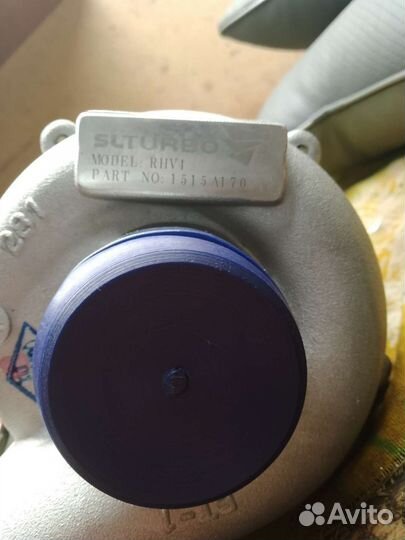 SLTURBO
MODEL: RHV4
PART NO: 1515A170
Avito